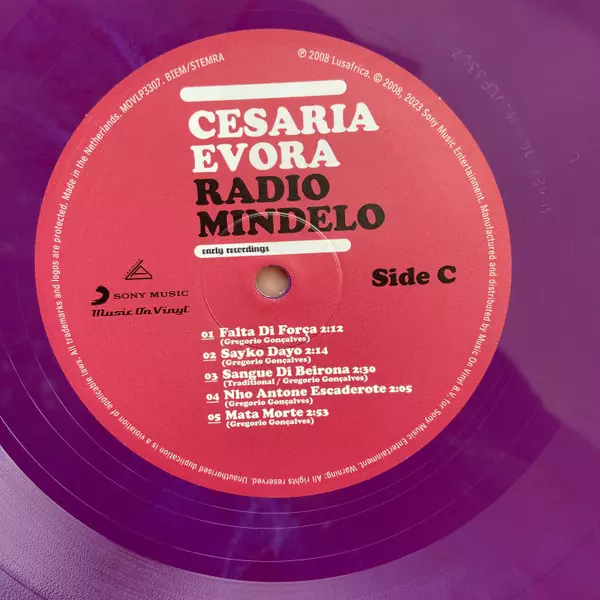 CESARIA
EVORA
RADIO
MINDELO
early recordings
Side C
SONY MUSIC
Music On Vinyl
01 Falta Di Força 2:12
(Gregorio Gonçalves)
02 Sayko Dayo 2:14
(Gregorio Gonçalves)
03 Sangue Di Beirona 2:30
(Traditional / Gregorio Gonçalves)
04 Nho Antone Escaderote 2:05
(Gregorio Gonçalves)
05 Mata Morte 2:53
(Gregorio Gonçalves)
℗ 2008 Lusafrica. © 2008, 2023 Sony Music Entertainment. Manufactured and distributed by Music On Vinyl B.V. for Sony Music Entertainment. Warning: All rights reserved. Unauthorised duplication is a violation of applicable laws. All trademarks and logos are protected. Made in the Netherlands. MOVLP3307. BIEM/STEMRA